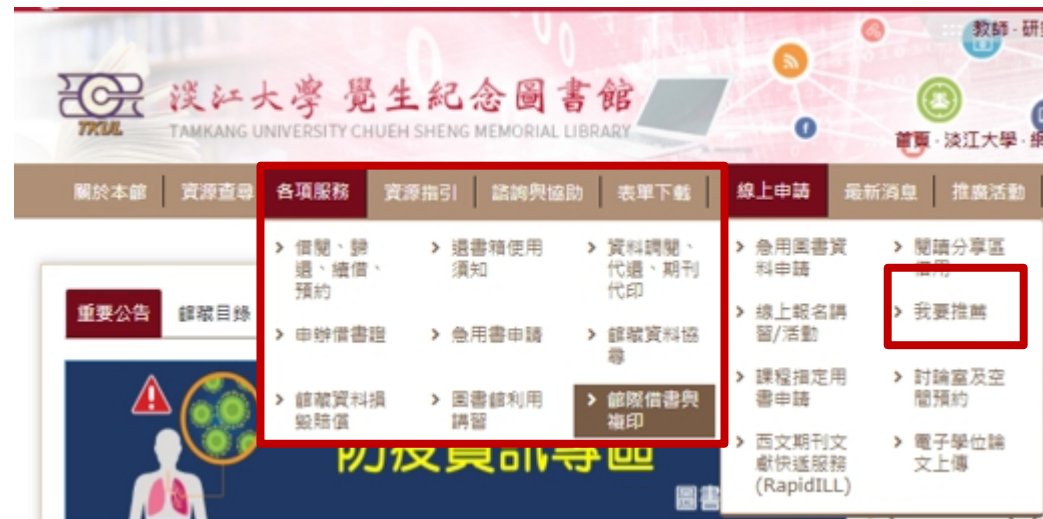 教師 · 研
TKUL
淡江大學 覺生紀念圖書館
TAMKANG UNIVERSITY CHUEH SHENG MEMORIAL LIBRARY
首頁 · 淡江大學 · 網
關於本館
資源查尋
各項服務
資源指引
諮詢與協助
表單下載
線上申請
最新消息
推廣活動
借閱、歸
還、續借、
預約
還書箱使用
須知
資料調閱、
代還、期刊
代印
申辦借書證
急用書申請
館藏資料協
尋
館藏資料損
毀賠償
圖書館利用
講習
館際借書與
複印
急用圖書資
料申請
閱讀分享區
借用
線上報名講
習/活動
我要推薦
課程指定用
書申請
討論室及空
間預約
西文期刊文
獻快遞服務
(RapidILL)
電子學位論
文上傳
重要公告
館藏目錄
防疫資訊專區
圖書